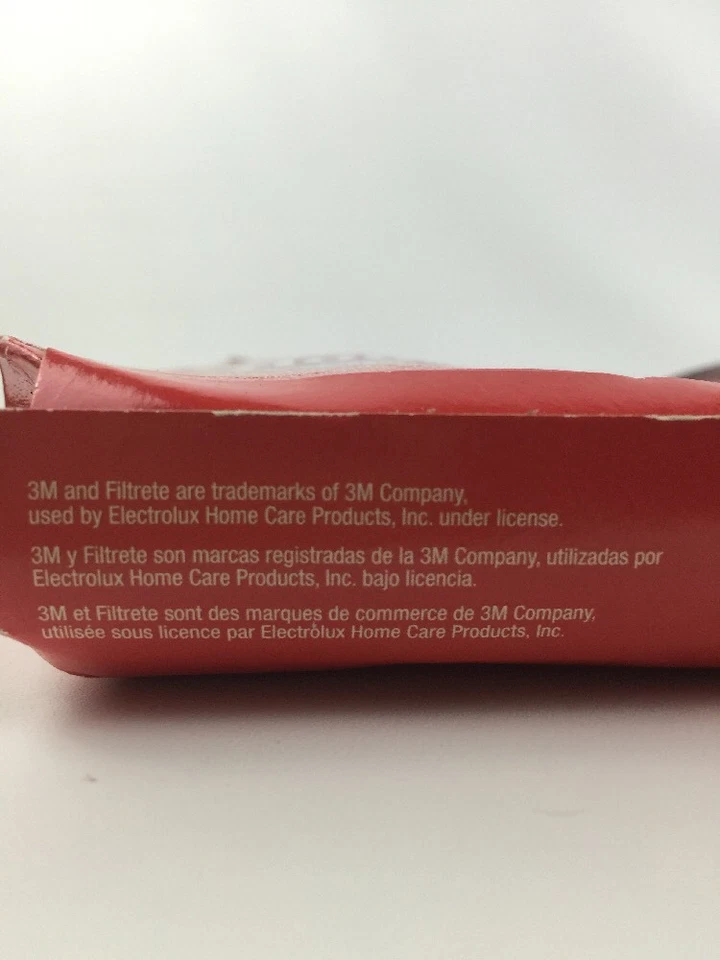 3M and Filtrete are trademarks of 3M Company,
used by Electrolux Home Care Products, Inc. under license.
3M y Filtrete son marcas registradas de la 3M Company, utilizadas por
Electrolux Home Care Products, Inc. bajo licencia.
3M et Filtrete sont des marques de commerce de 3M Company,
utilisée sous licence par Electrolux Home Care Products, Inc.